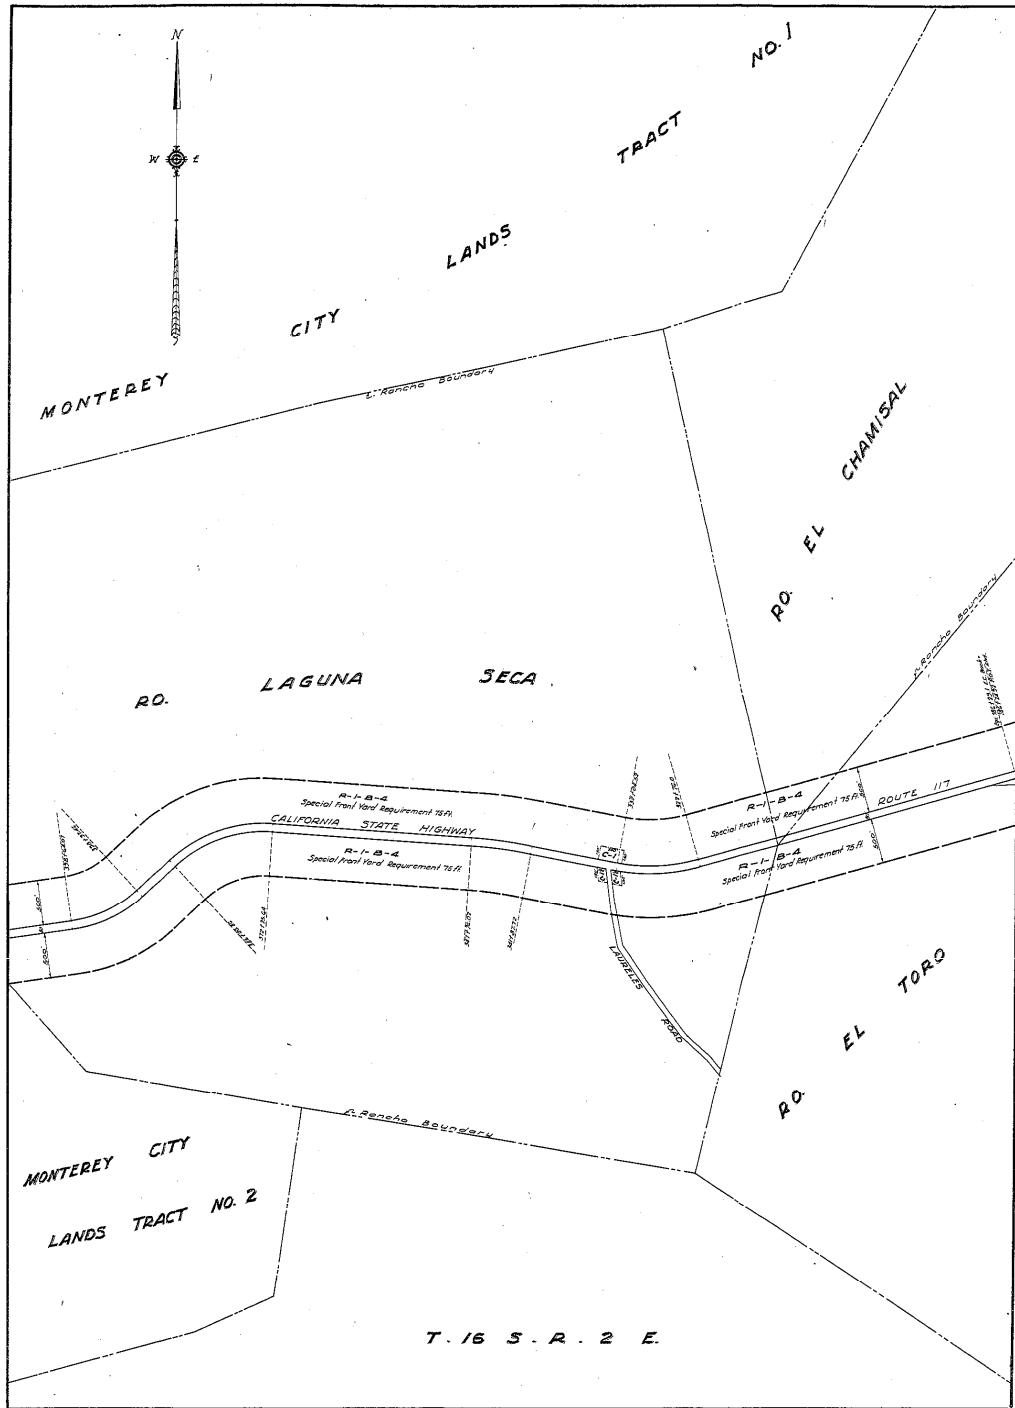 N
W E
S
MONTEREY CITY LANDS TRACT NO. 1
Rancho Boundary
RO. EL CHAMISAL
Rancho Boundary
RO. LAGUNA SECA
R-1-B-4
Special Front Yard Requirement 75 Ft.
CALIFORNIA STATE HIGHWAY
R-1-B-4
Special Front Yard Requirement 75 Ft.
R-1-B-4
Special Front Yard Requirement 75 Ft.
ROUTE 117
R-1-B-4
Special Front Yard Requirement 75 Ft.
600
600
600
LAURELES ROAD
RO. EL TORO
Rancho Boundary
MONTEREY CITY
LANDS TRACT NO. 2
T. 16 S. R. 2 E.